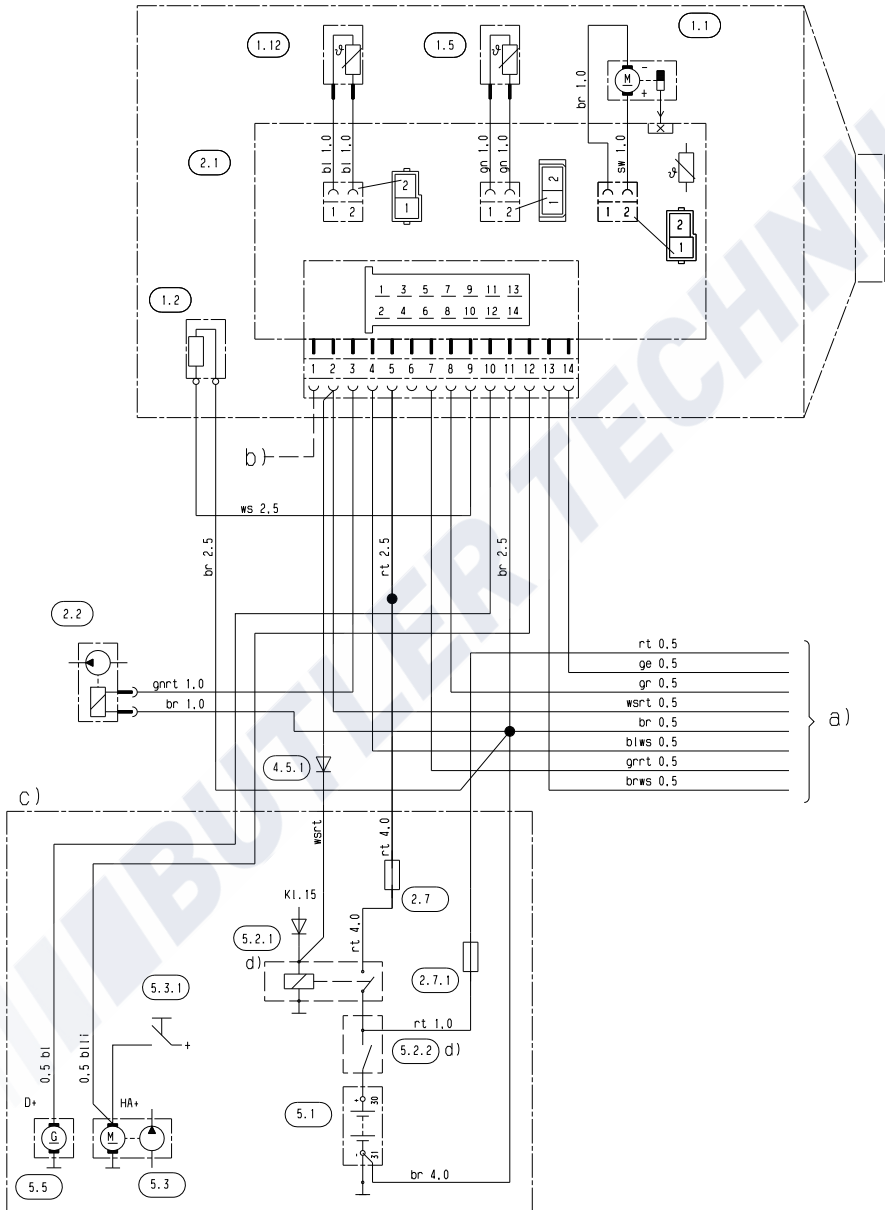 1.12
1.5
1.1
ϑ
ϑ
M
-
+
br 1.0
sw 1.0
bl 1.0
bl 1.0
gn 1.0
gn 1.0
2.1
ϑ
2
1
2
1
2
1
1 2
1 2
1 2
1.2
1 3 5 7 9 11 13
2 4 6 8 10 12 14
1 2 3 4 5 6 7 8 9 10 11 12 13 14
b)
ws 2.5
br 2.5
rt 2.5
br 2.5
2.2
gnrt 1.0
br 1.0
rt 0.5
ge 0.5
gr 0.5
wsrt 0.5
br 0.5
blws 0.5
grrt 0.5
brws 0.5
a)
4.5.1
c)
wsrt
rt 4.0
2.7
Kl.15
5.2.1
d)
rt 4.0
2.7.1
5.3.1
+
rt 1.0
5.2.2 d)
0.5 bl
0.5 blli
D+
HA+
5.1
+ 30
- 31
G
M
5.5
5.3
br 4.0
BUTLER TECHNI